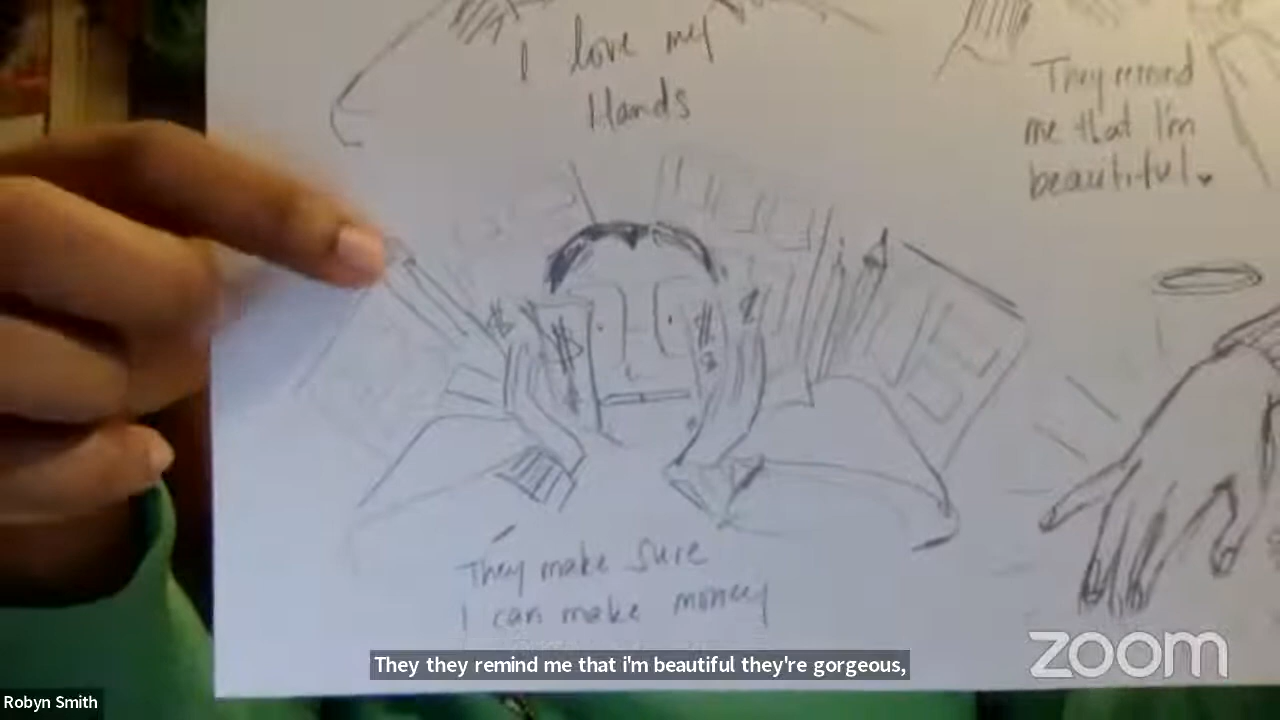 I love my
Hands
They remind
me that I'm
beautiful
They make sure
I can make money
They they remind me that i'm beautiful they're gorgeous,
zoom
Robyn Smith